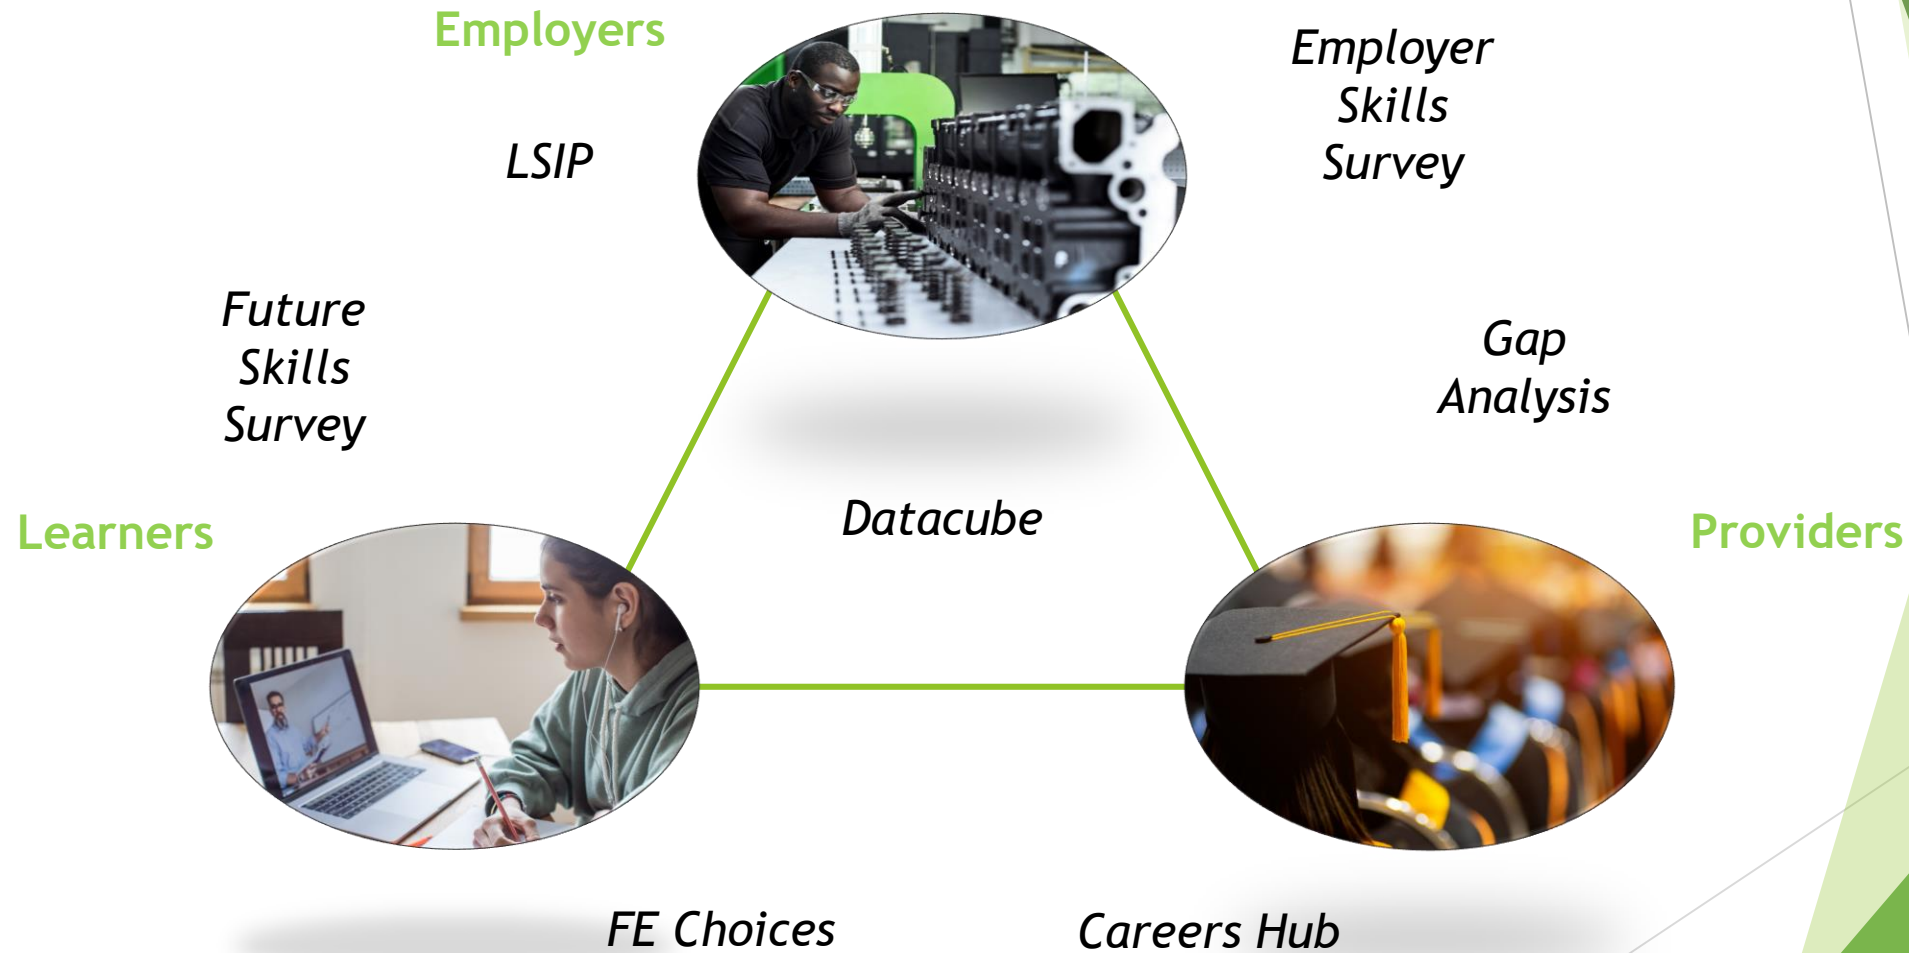 Employers
Employer
Skills
Survey
LSIP
Future
Skills
Survey
Gap
Analysis
Datacube
Learners
Providers
FE Choices
Careers Hub